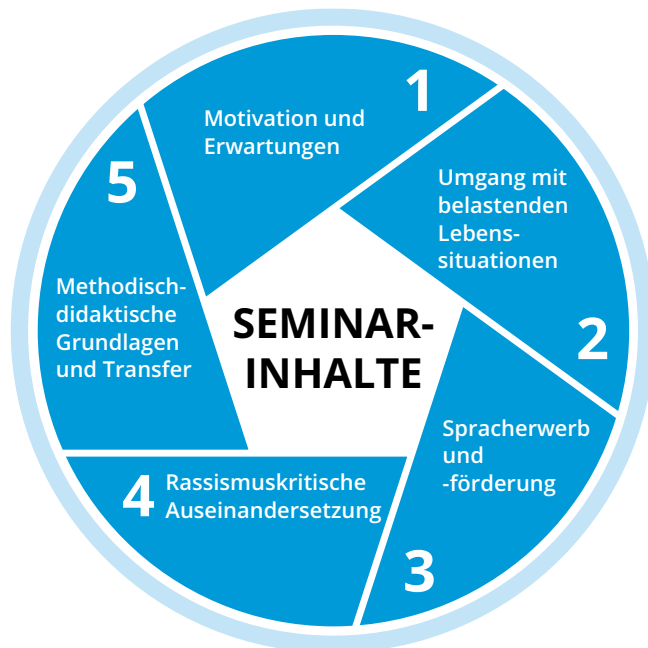 SEMINAR-
INHALTE
1
Motivation und
Erwartungen
2
Umgang mit
belastenden
Lebens-
situationen
3
Spracherwerb
und
-förderung
4
Rassismuskritische
Auseinandersetzung
5
Methodisch-
didaktische
Grundlagen
und Transfer